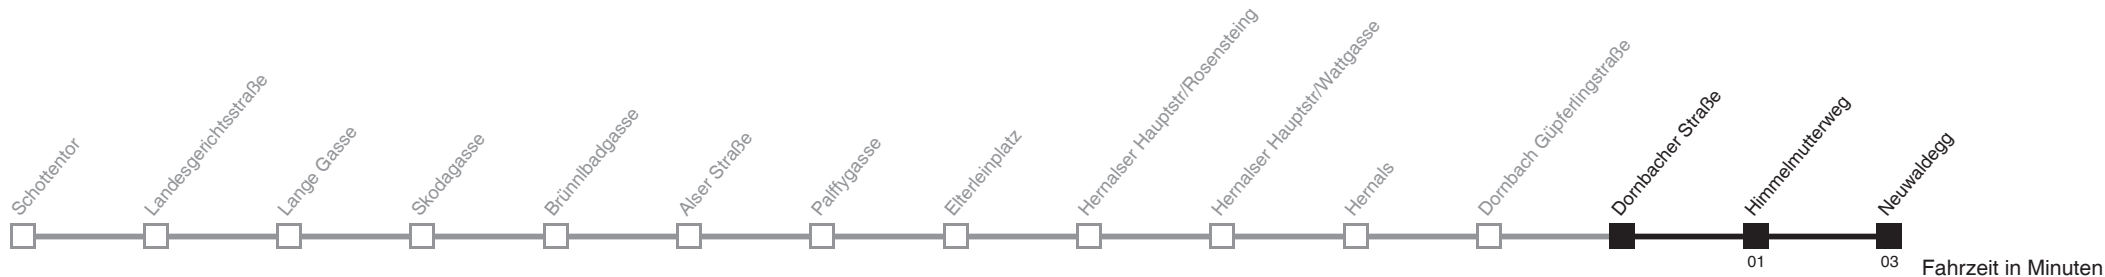 Schottentor
Landesgerichtsstraße
Lange Gasse
Skodagasse
Brünnlbadgasse
Alser Straße
Palffygasse
Elterleinplatz
Hernalser Hauptstr/Rosensteing
Hernalser Hauptstr/Wattgasse
Hernals
Dornbach Güpferlingstraße
Dornbacher Straße
Himmelmutterweg
Neuwaldegg
01
03
Fahrzeit in Minuten